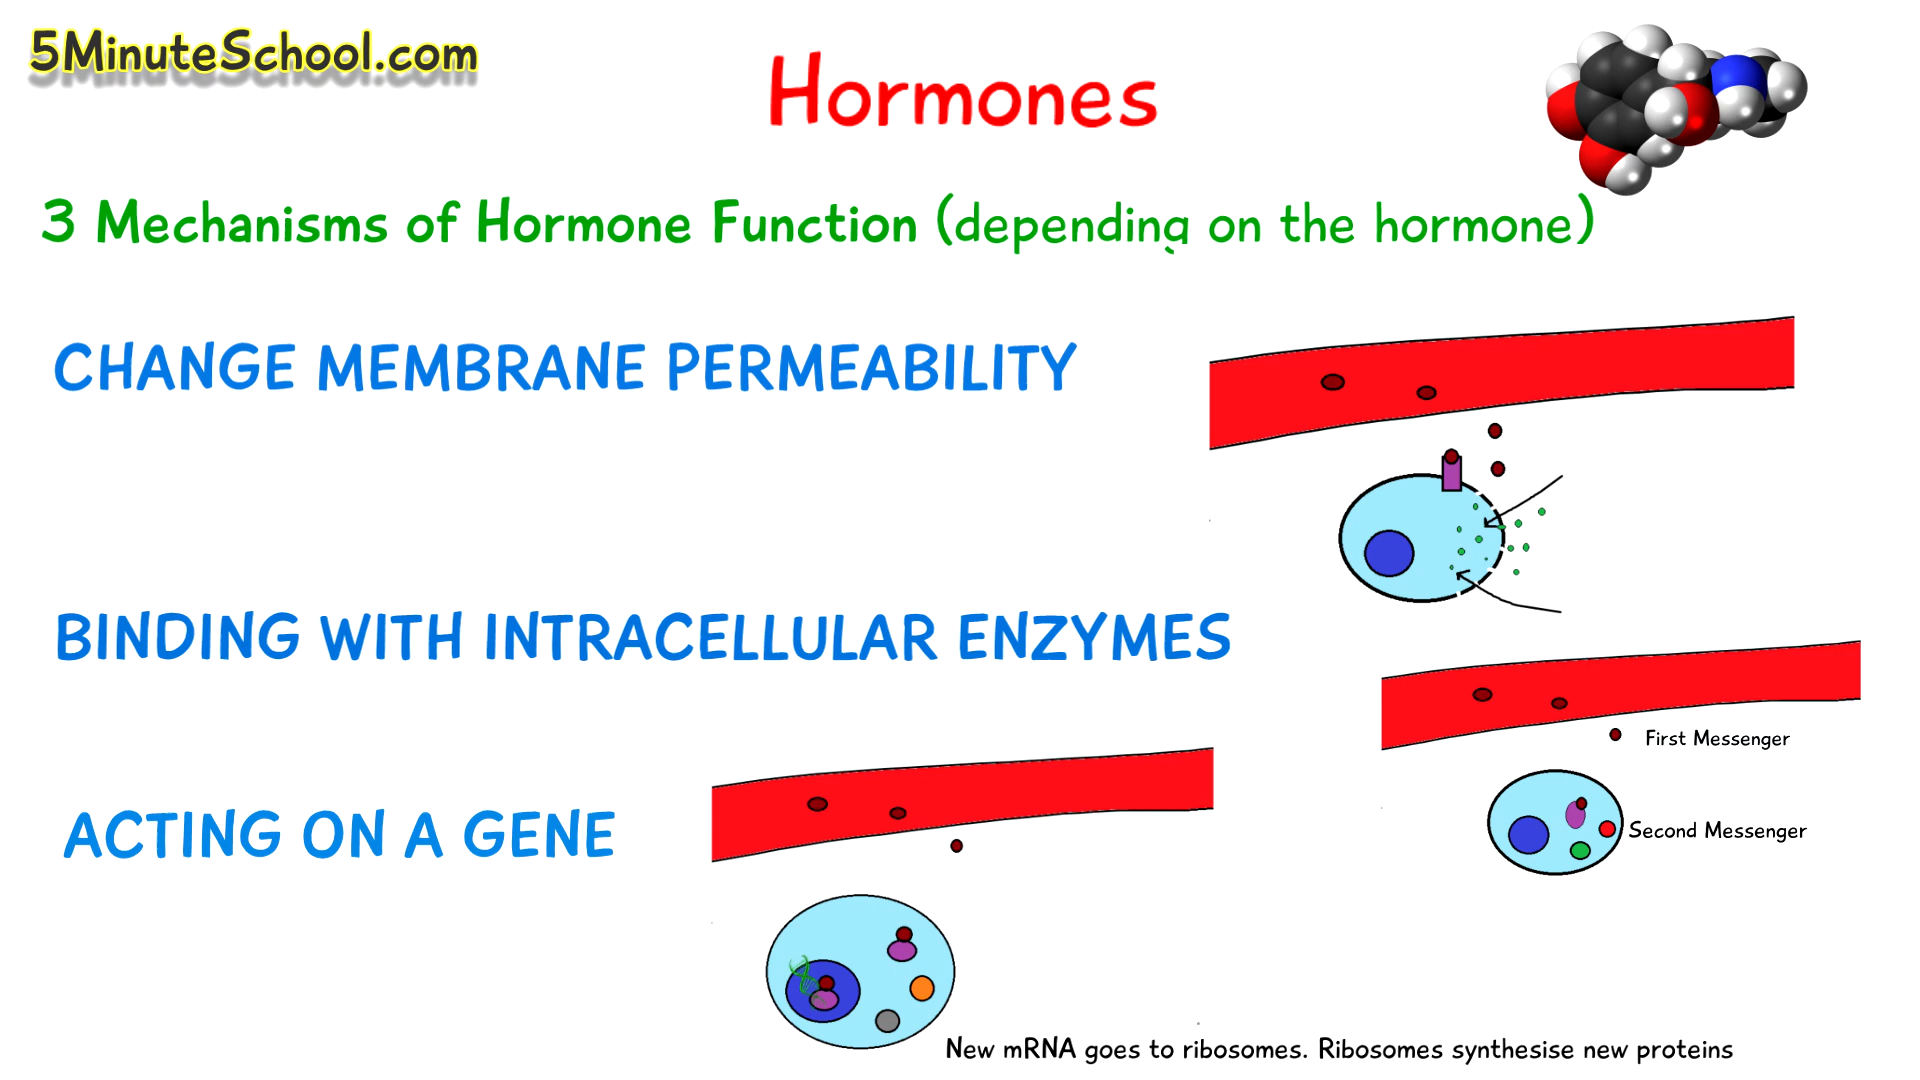 5MinuteSchool.com
Hormones
3 Mechanisms of Hormone Function (depending on the hormone)
CHANGE MEMBRANE PERMEABILITY
BINDING WITH INTRACELLULAR ENZYMES
First Messenger
Second Messenger
ACTING ON A GENE
New mRNA goes to ribosomes. Ribosomes synthesise new proteins